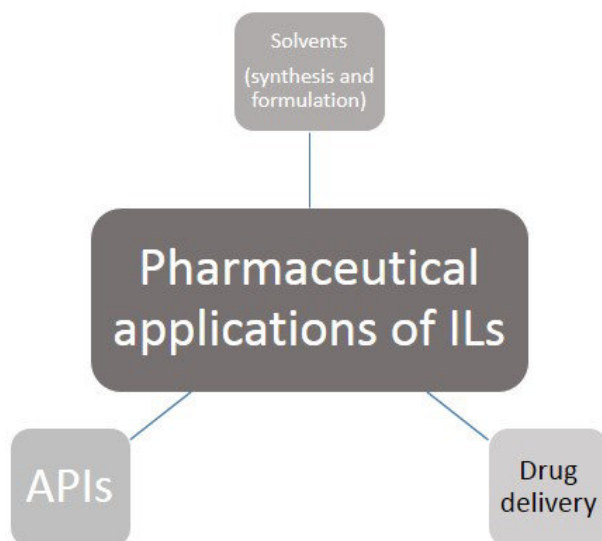 Solvents
(synthesis and
formulation)
Pharmaceutical
applications of ILs
APIs
Drug
delivery